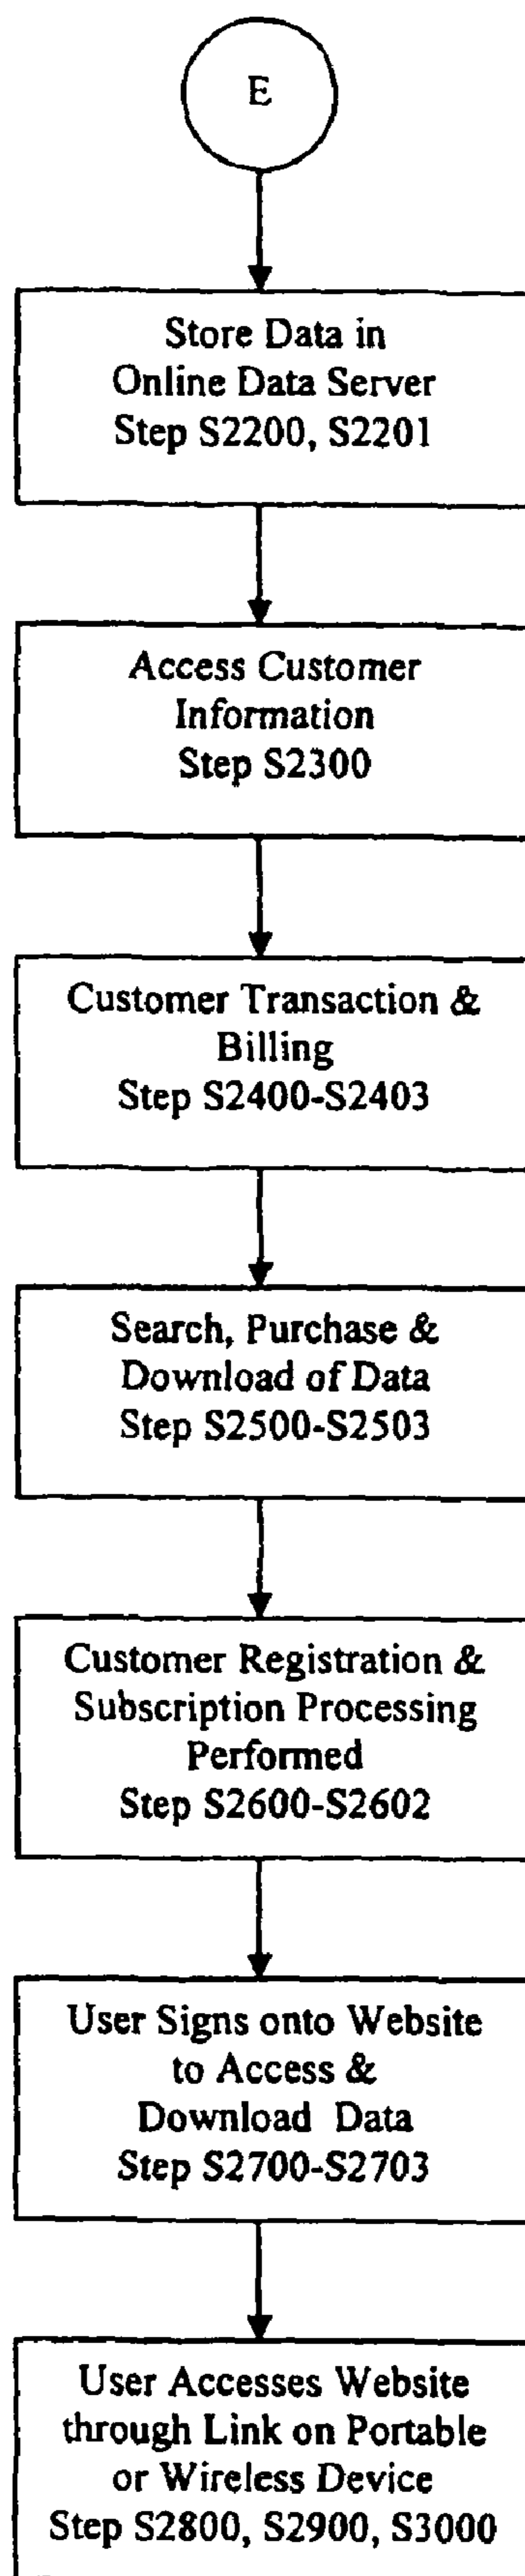 E
Store Data in
Online Data Server
Step S2200, S2201
Access Customer
Information
Step S2300
Customer Transaction &
Billing
Step S2400-S2403
Search, Purchase &
Download of Data
Step S2500-S2503
Customer Registration &
Subscription Processing
Performed
Step S2600-S2602
User Signs onto Website
to Access &
Download Data
Step S2700-S2703
User Accesses Website
through Link on Portable
or Wireless Device
Step S2800, S2900, S3000